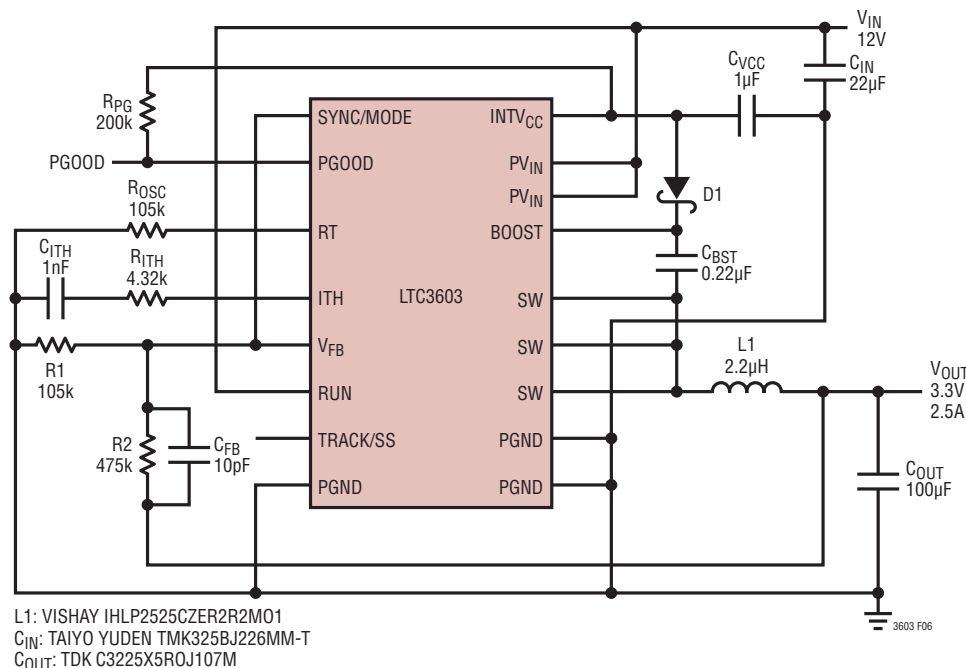 VIN
12V
CVCC
1µF
CIN
22µF
RPG
200k
SYNC/MODE
INTVCC
PGOOD
PGOOD
PVIN
PVIN
D1
ROSC
105k
RT
BOOST
CITH
1nF
RITH
4.32k
CBST
0.22µF
ITH
LTC3603
SW
VFB
SW
R1
105k
L1
2.2µH
RUN
SW
VOUT
3.3V
2.5A
TRACK/SS
PGND
R2
475k
CFB
10pF
PGND
PGND
COUT
100µF
L1: VISHAY IHLP2525CZER2R2MO1
CIN: TAIYO YUDEN TMK325BJ226MM-T
COUT: TDK C3225X5ROJ107M
3603 F06